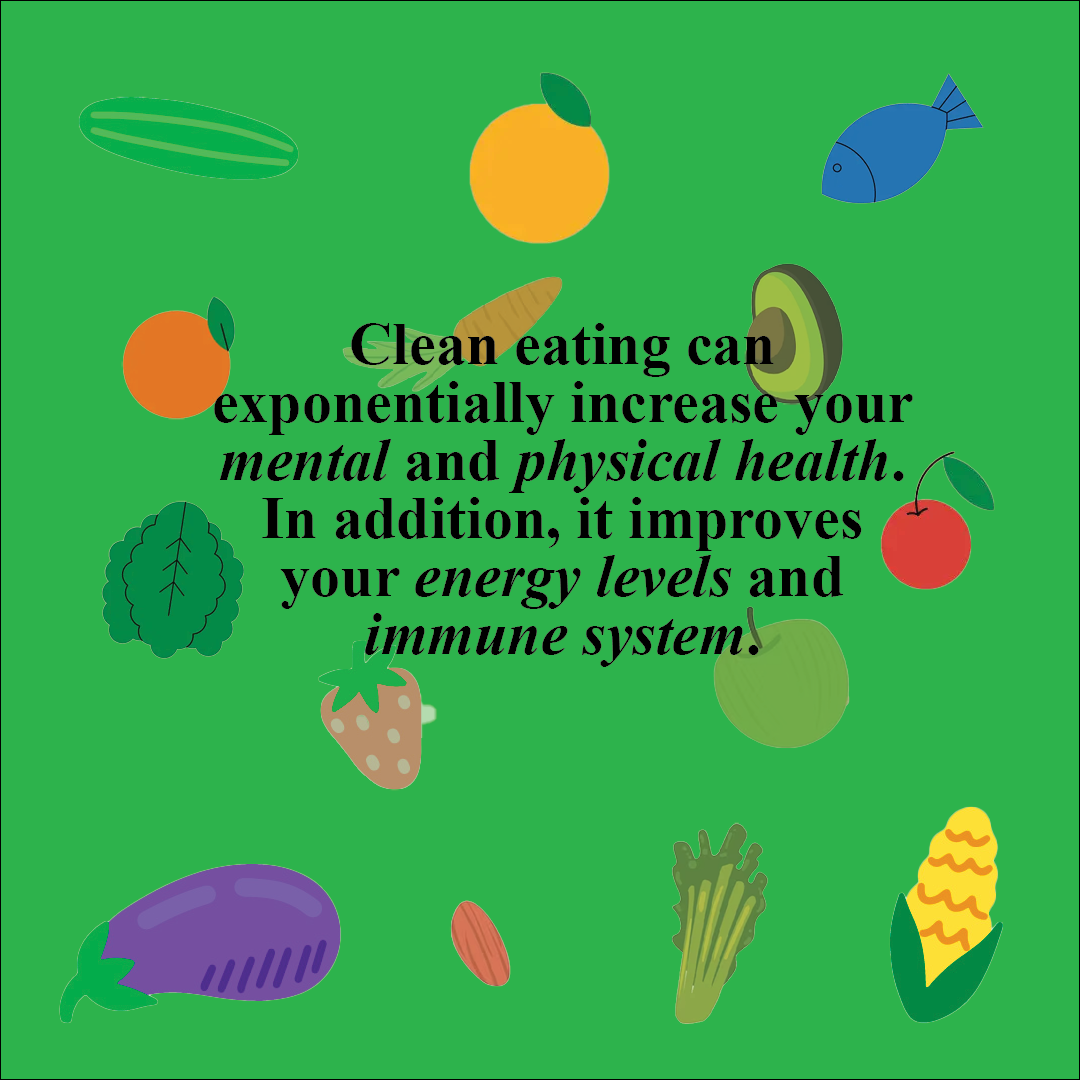 Clean eating can
exponentially increase your
mental and physical health.
In addition, it improves
your energy levels and
immune system.